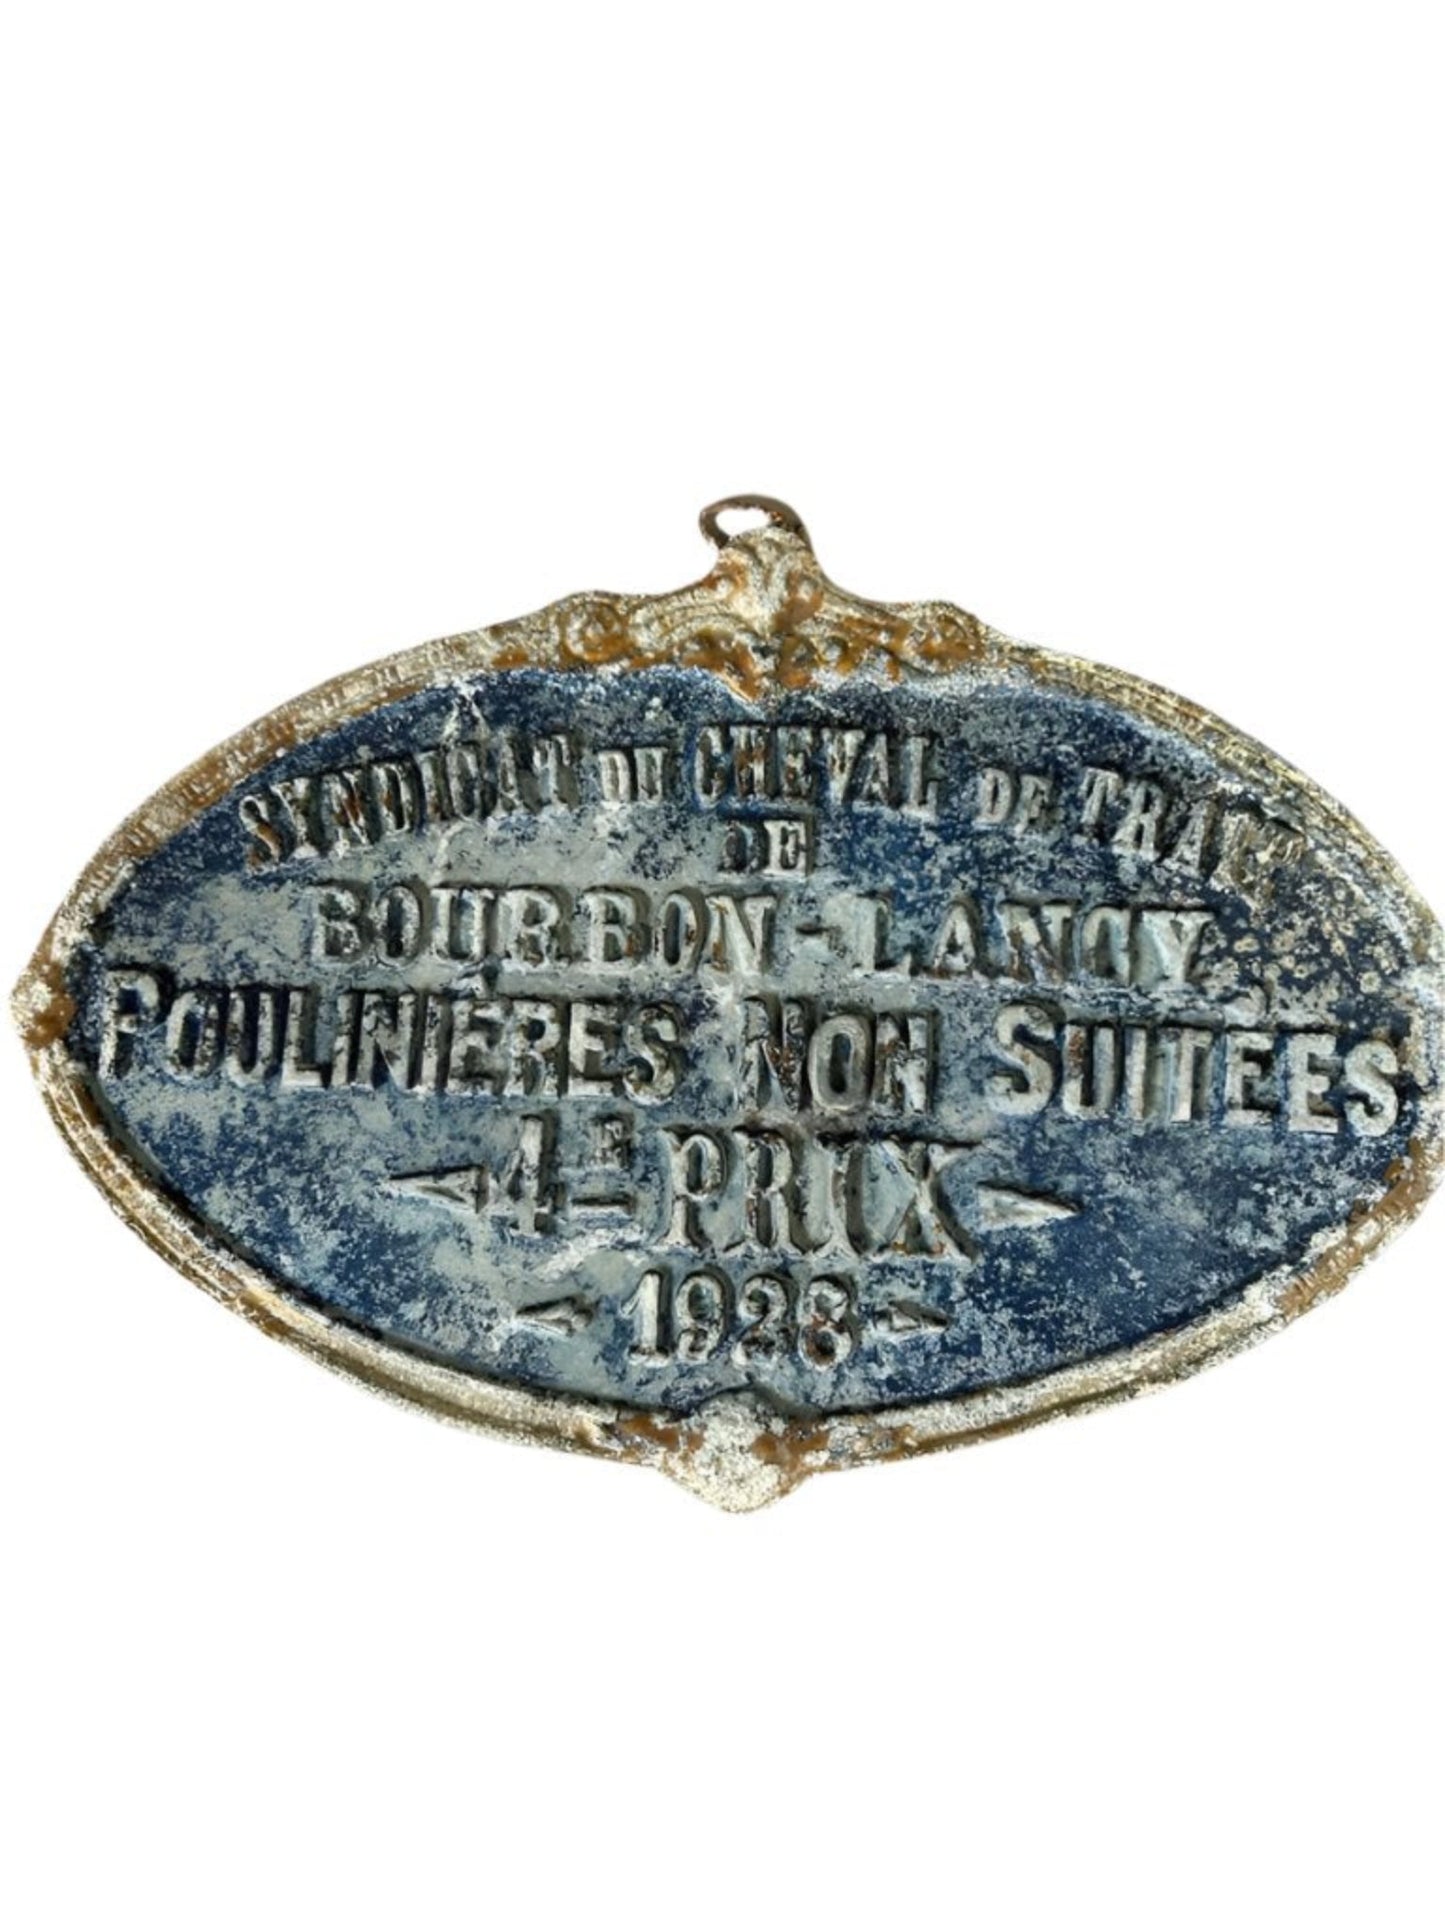 SYNDICAT DU CHEVAL DE TRAIT
DE
BOURBON-LANCY
POULINIÈRES NON SUITÉES
4E PRIX
1928